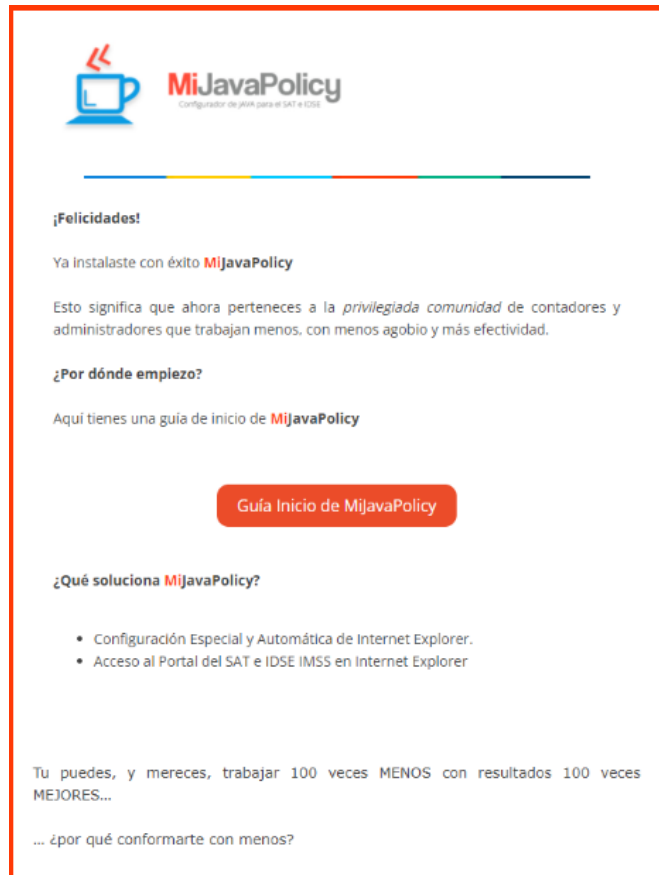 MiJavaPolicy
Configurador de JAVA para el SAT e IDSE
¡Felicidades!
Ya instalaste con éxito MiJavaPolicy
Esto significa que ahora perteneces a la privilegiada comunidad de contadores y
administradores que trabajan menos, con menos agobio y más efectividad.
¿Por dónde empiezo?
Aquí tienes una guía de inicio de MiJavaPolicy
Guía Inicio de MiJavaPolicy
¿Qué soluciona MiJavaPolicy?
• Configuración Especial y Automática de Internet Explorer.
• Acceso al Portal del SAT e IDSE IMSS en Internet Explorer
Tu puedes, y mereces, trabajar 100 veces MENOS con resultados 100 veces
MEJORES...
... ¿por qué conformarte con menos?